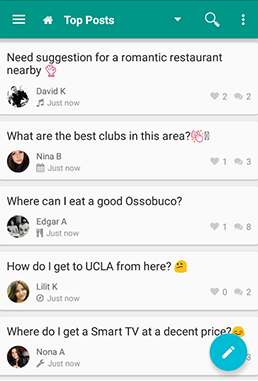 Top Posts
Need suggestion for a romantic restaurant
nearby
David K
Just now
2 2
What are the best clubs in this area?
Nina B
Just now
1 3
Where can I eat a good Ossobuco?
Edgar A
Just now
1 8
How do I get to UCLA from here? 🤔
Lilit K
Just now
0 2
Where do I get a Smart TV at a decent price?😊
Nona A
Just now